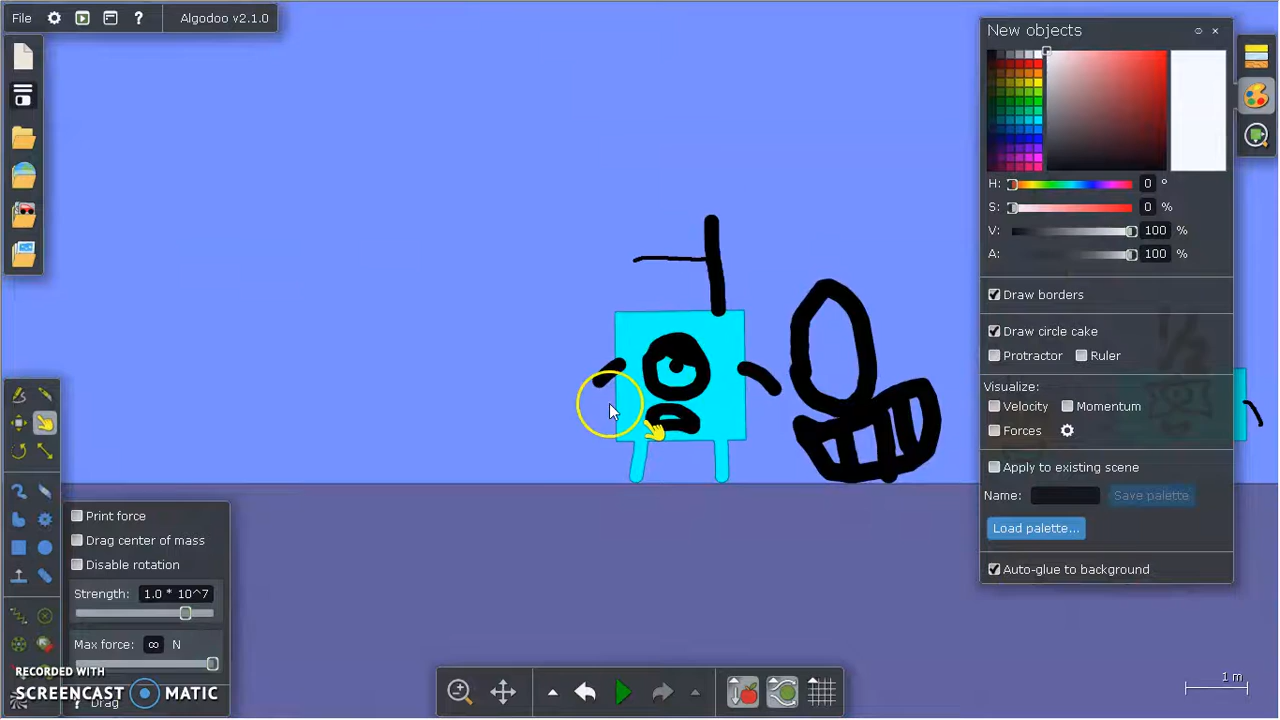 File ? Algodoo v2.1.0
New objects
H: 0 °
S: 0 %
V: 100 %
A: 100 %
Draw borders
Draw circle cake
Protractor Ruler
Visualize:
Velocity Momentum
Forces
Apply to existing scene
Name: Save palette
Load palette...
Auto-glue to background
Print force
Drag center of mass
Disable rotation
Strength: 1.0 * 10^7
Max force: ∞ N
? Drag
RECORDED WITH
SCREENCAST MATIC
1 m